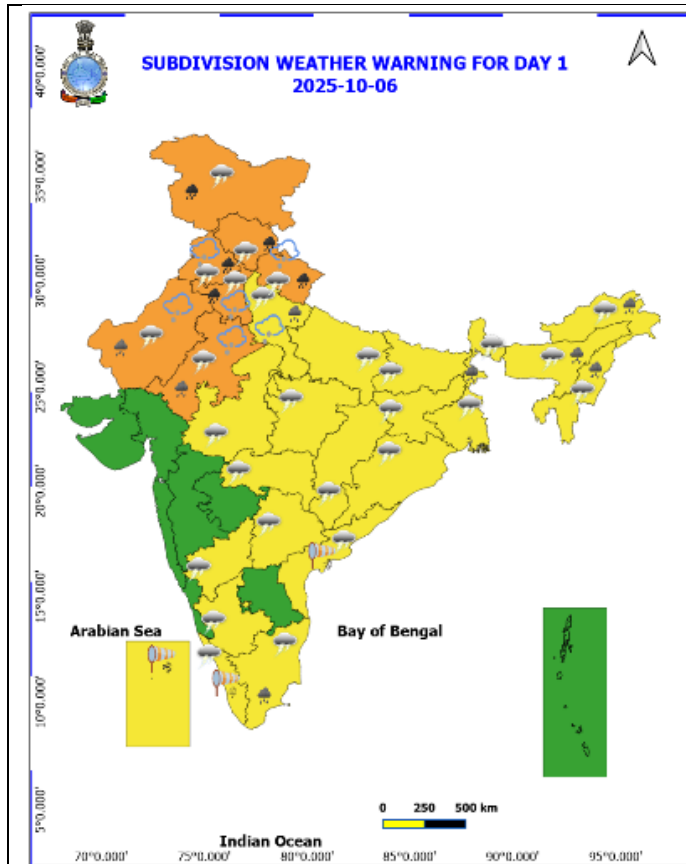 SUBDIVISION WEATHER WARNING FOR DAY 1
2025-10-06
40°0.000'
35°0.000'
30°0.000'
25°0.000'
20°0.000'
15°0.000'
10°0.000'
5°0.000'
Arabian Sea
Bay of Bengal
0 250 500 km
Indian Ocean
70°0.000' 75°0.000' 80°0.000' 85°0.000' 90°0.000' 95°0.000'